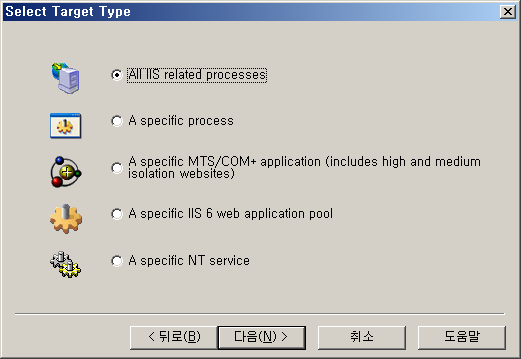 Select Target Type
All IIS related processes
A specific process
A specific MTS/COM+ application (includes high and medium
isolation websites)
A specific IIS 6 web application pool
A specific NT service
< 뒤로(B)
다음(N) >
취소
도움말